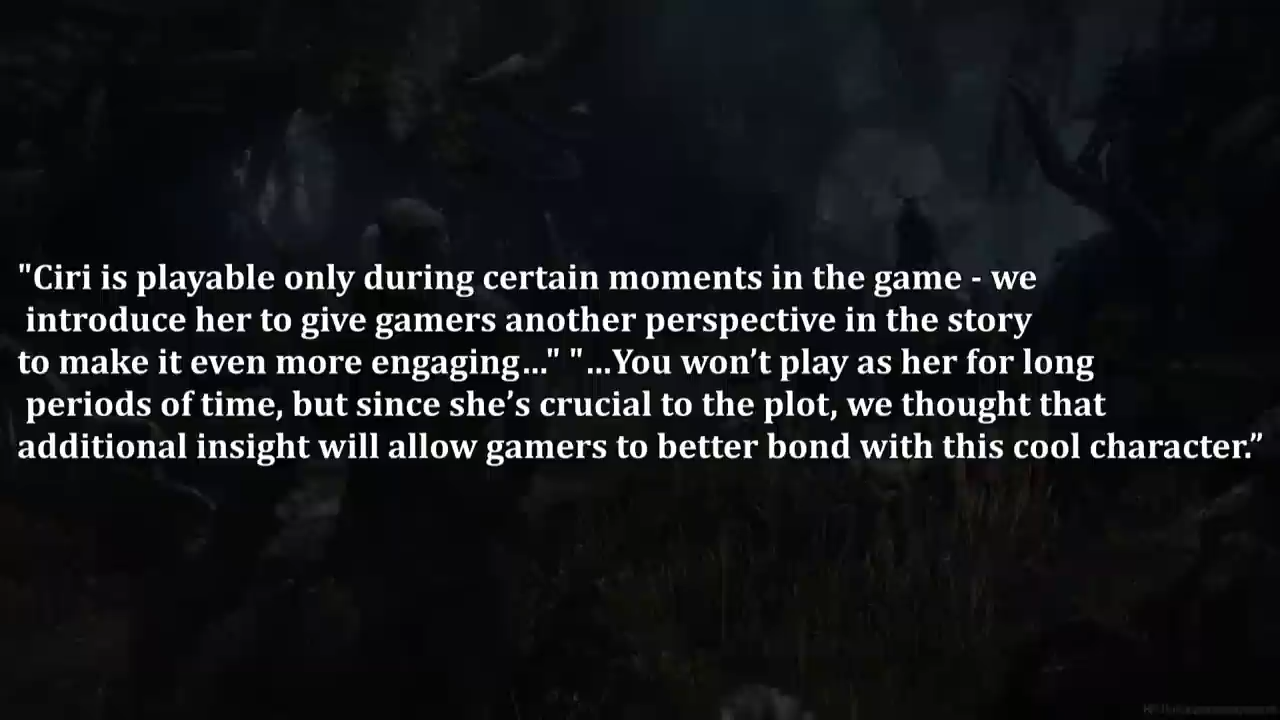 "Ciri is playable only during certain moments in the game - we
introduce her to give gamers another perspective in the story
to make it even more engaging..." "...You won’t play as her for long
periods of time, but since she’s crucial to the plot, we thought that
additional insight will allow gamers to better bond with this cool character.”